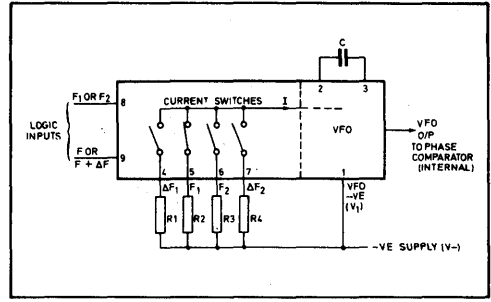 C
2 3
F1 OR F2
8
CURRENT SWITCHES I
LOGIC
INPUTS
VFO
VFO
O/P
TO PHASE
COMPARATOR
(INTERNAL)
F OR
F + ΔF
9
4 5 6 7 1
ΔF1 F1 F2 ΔF2
VFO
-VE
(V1)
R1 R2 R3 R4
-VE SUPPLY (V-)